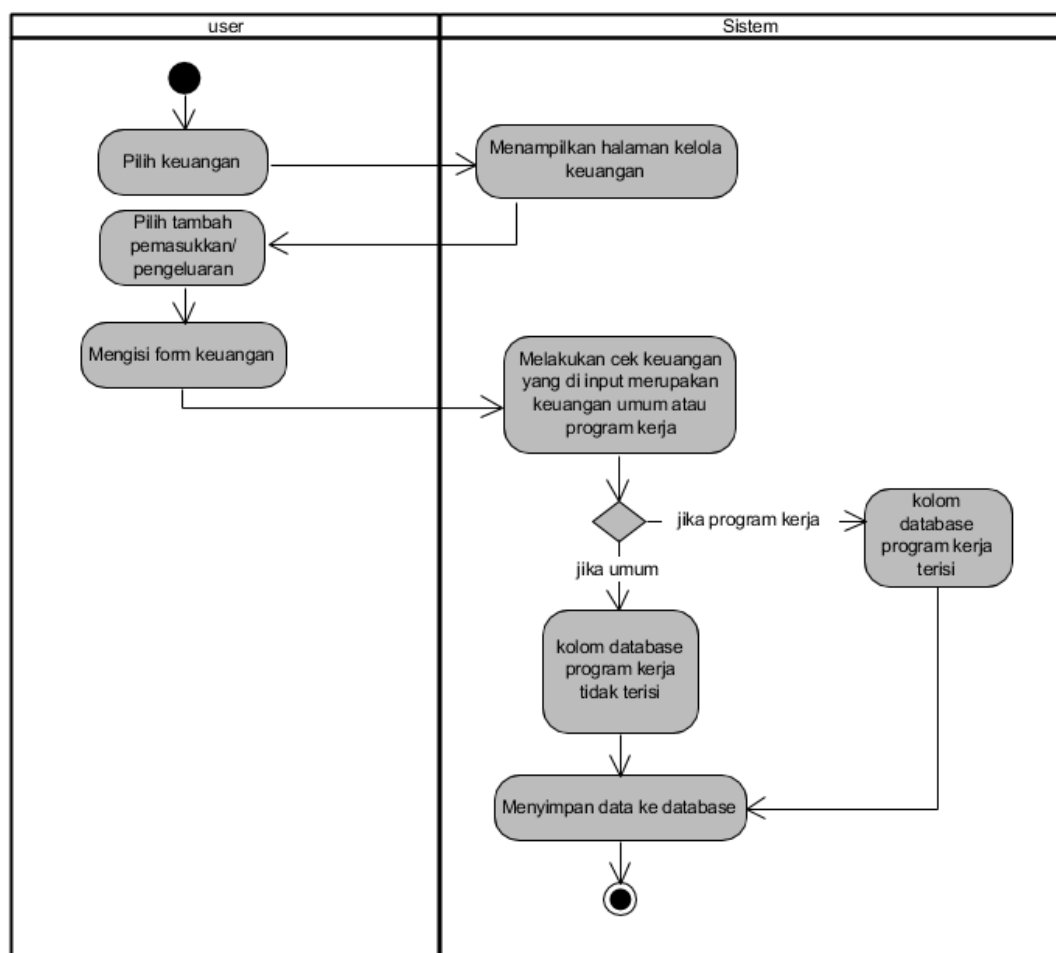 user
Sistem
Pilih keuangan
Menampilkan halaman kelola
keuangan
Pilih tambah
pemasukkan/
pengeluaran
Mengisi form keuangan
Melakukan cek keuangan
yang di input merupakan
keuangan umum atau
program kerja
jika program kerja
kolom
database
program kerja
terisi
jika umum
kolom database
program kerja
tidak terisi
Menyimpan data ke database